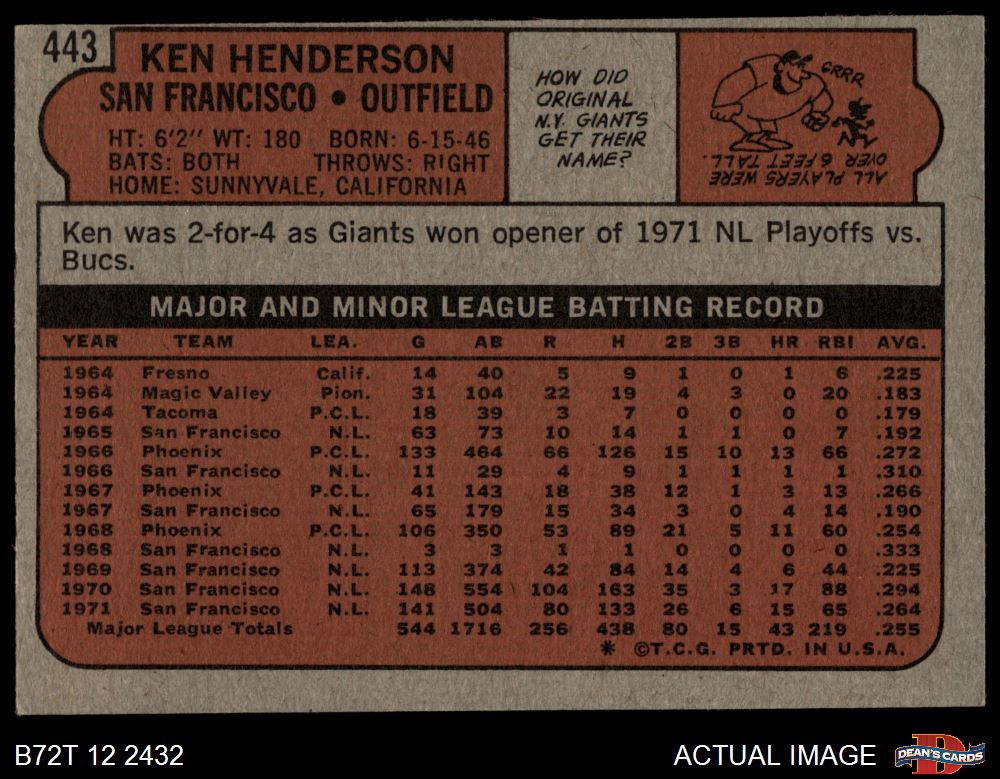 443
KEN HENDERSON
SAN FRANCISCO • OUTFIELD
HT: 6'2" WT: 180 BORN: 6-15-46
BATS: BOTH THROWS: RIGHT
HOME: SUNNYVALE, CALIFORNIA
HOW DID
ORIGINAL
N.Y. GIANTS
GET THEIR
NAME?
GRRR
ALL PLAYERS WERE
OVER 6 FEET TALL.
Ken was 2-for-4 as Giants won opener of 1971 NL Playoffs vs.
Bucs.
MAJOR AND MINOR LEAGUE BATTING RECORD
YEAR TEAM LEA. G AB R H 2B 3B HR RBI AVG.
1964 Fresno Calif. 14 40 5 9 1 0 1 6 .225
1964 Magic Valley Pion. 31 104 22 19 4 3 0 20 .183
1964 Tacoma P.C.L. 18 39 3 7 0 0 0 0 .179
1965 San Francisco N.L. 63 73 10 14 1 1 0 7 .192
1966 Phoenix P.C.L. 133 464 66 126 15 10 13 66 .272
1966 San Francisco N.L. 11 29 4 9 1 1 1 1 .310
1967 Phoenix P.C.L. 41 143 18 38 12 1 3 13 .266
1967 San Francisco N.L. 65 179 15 34 3 0 4 14 .190
1968 Phoenix P.C.L. 106 350 53 89 21 5 11 60 .254
1968 San Francisco N.L. 3 3 1 1 0 0 0 0 .333
1969 San Francisco N.L. 113 374 42 84 14 4 6 44 .225
1970 San Francisco N.L. 148 554 104 163 35 3 17 88 .294
1971 San Francisco N.L. 141 504 80 133 26 6 15 65 .264
Major League Totals 544 1716 256 438 80 15 43 219 .255
* ©T.C.G. PRTD. IN U.S.A.
B72T 12 2432
ACTUAL IMAGE
D
DEAN'S CARDS